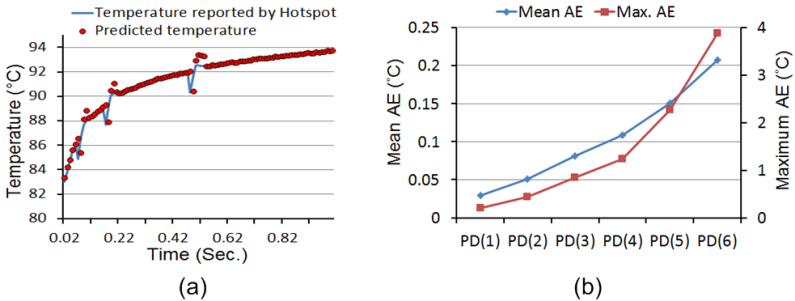 Temperature reported by Hotspot
Predicted temperature
94
92
90
88
86
84
82
80
Temperature (°C)
0.02 0.22 0.42 0.62 0.82
Time (Sec.)
(a)
Mean AE Max. AE
0.25
0.2
0.15
0.1
0.05
0
Mean AE (°C)
4
3
2
1
0
Maximum AE (°C)
PD(1) PD(2) PD(3) PD(4) PD(5) PD(6)
(b)